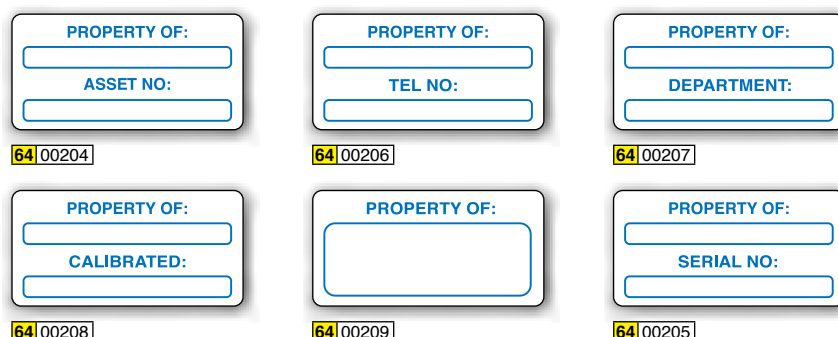 PROPERTY OF:
ASSET NO:
64 00204
PROPERTY OF:
TEL NO:
64 00206
PROPERTY OF:
DEPARTMENT:
64 00207
PROPERTY OF:
CALIBRATED:
64 00208
PROPERTY OF:
64 00209
PROPERTY OF:
SERIAL NO:
64 00205